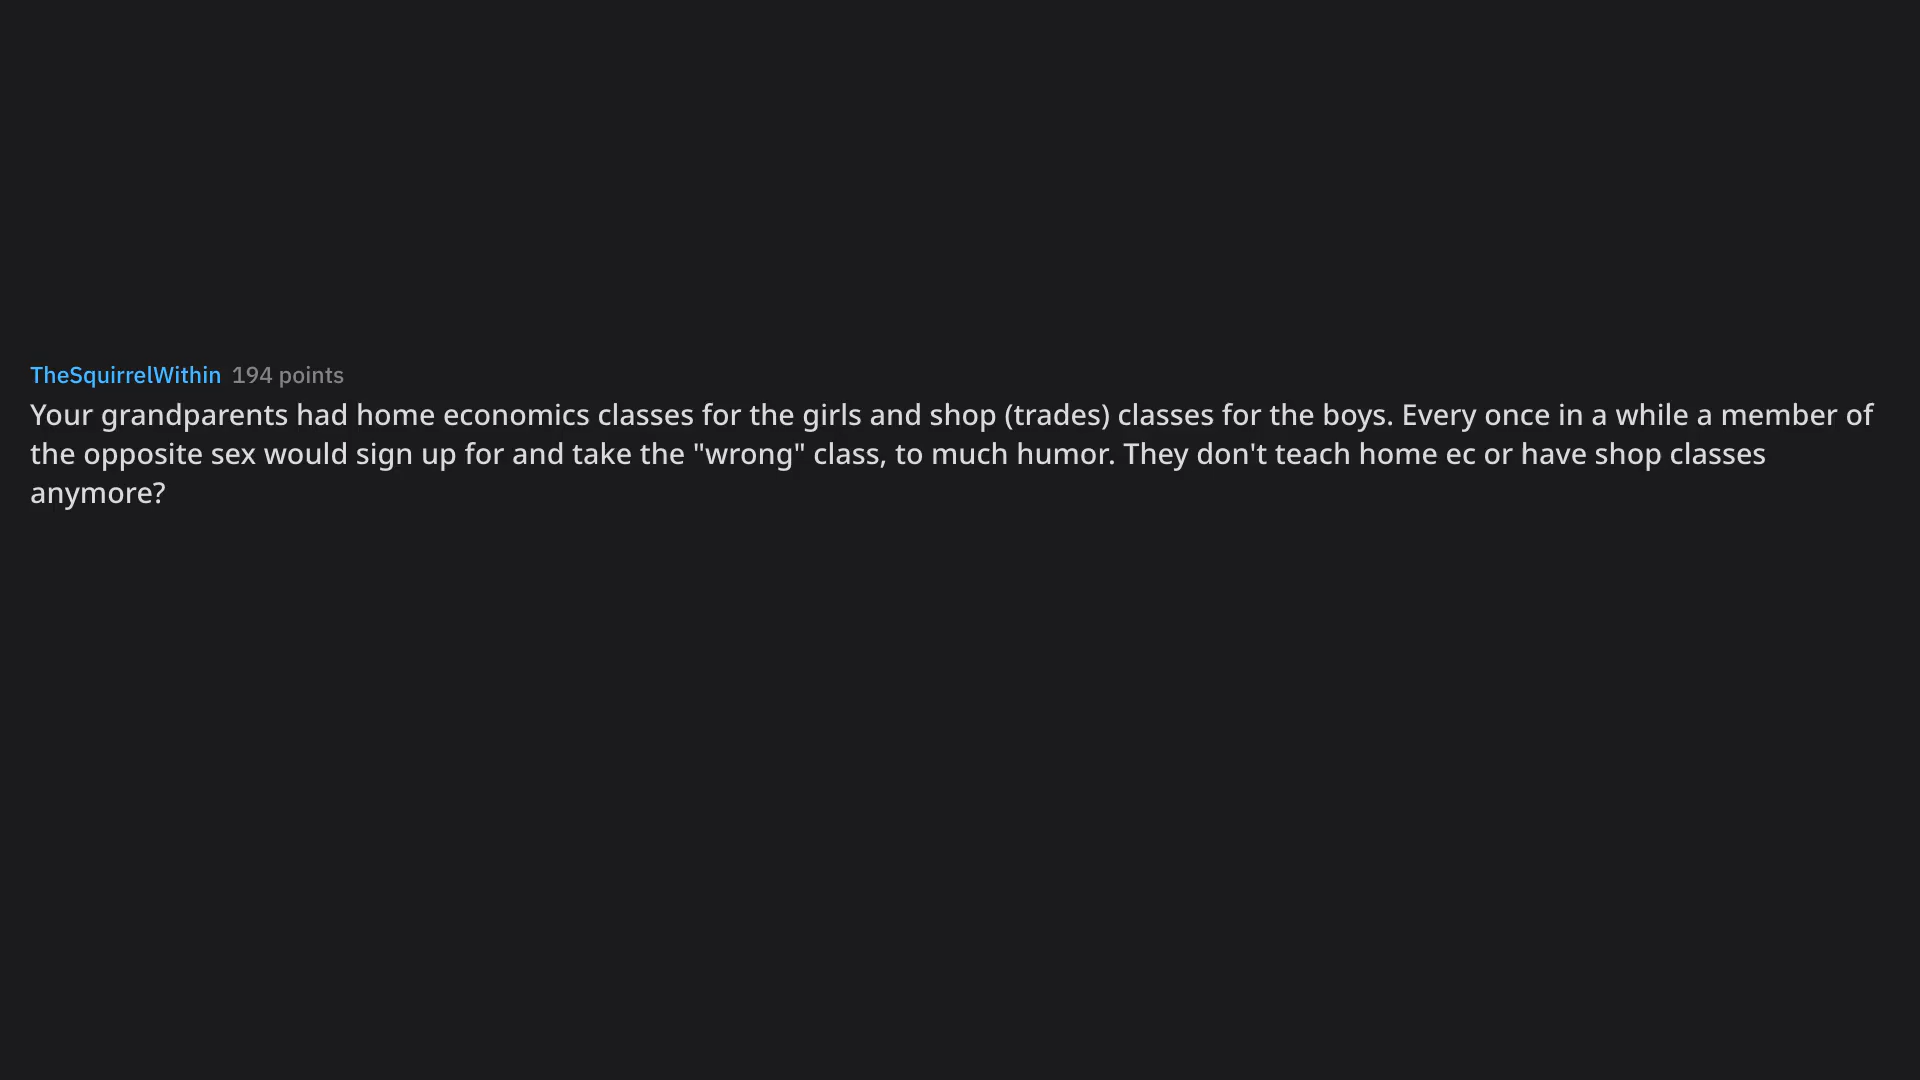 TheSquirrelWithin 194 points
Your grandparents had home economics classes for the girls and shop (trades) classes for the boys. Every once in a while a member of
the opposite sex would sign up for and take the "wrong" class, to much humor. They don't teach home ec or have shop classes
anymore?